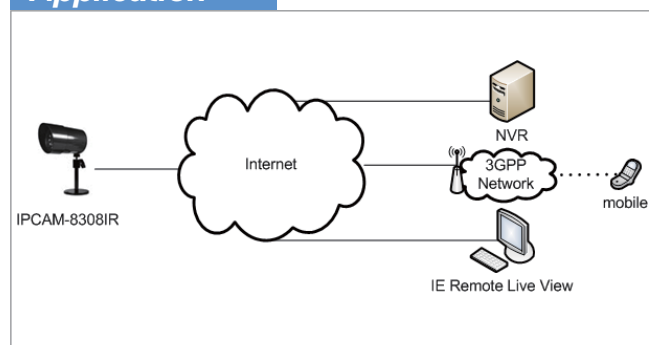 Application
NVR
Internet
3GPP
Network
mobile
IPCAM-8308IR
IE Remote Live View